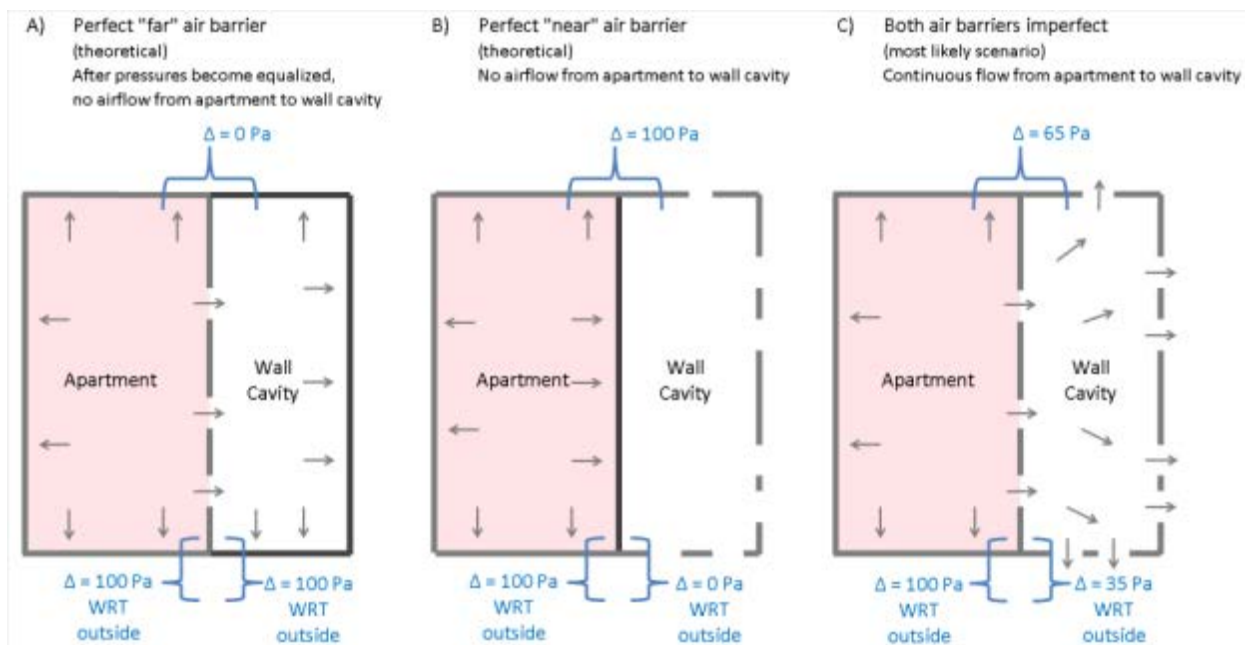 A) Perfect "far" air barrier
(theoretical)
After pressures become equalized,
no airflow from apartment to wall cavity
Δ = 0 Pa
Apartment
Wall
Cavity
Δ = 100 Pa
WRT
outside
Δ = 100 Pa
WRT
outside
B) Perfect "near" air barrier
(theoretical)
No airflow from apartment to wall cavity
Δ = 100 Pa
Apartment
Wall
Cavity
Δ = 100 Pa
WRT
outside
Δ = 0 Pa
WRT
outside
C) Both air barriers imperfect
(most likely scenario)
Continuous flow from apartment to wall cavity
Δ = 65 Pa
Apartment
Wall
Cavity
Δ = 100 Pa
WRT
outside
Δ = 35 Pa
WRT
outside